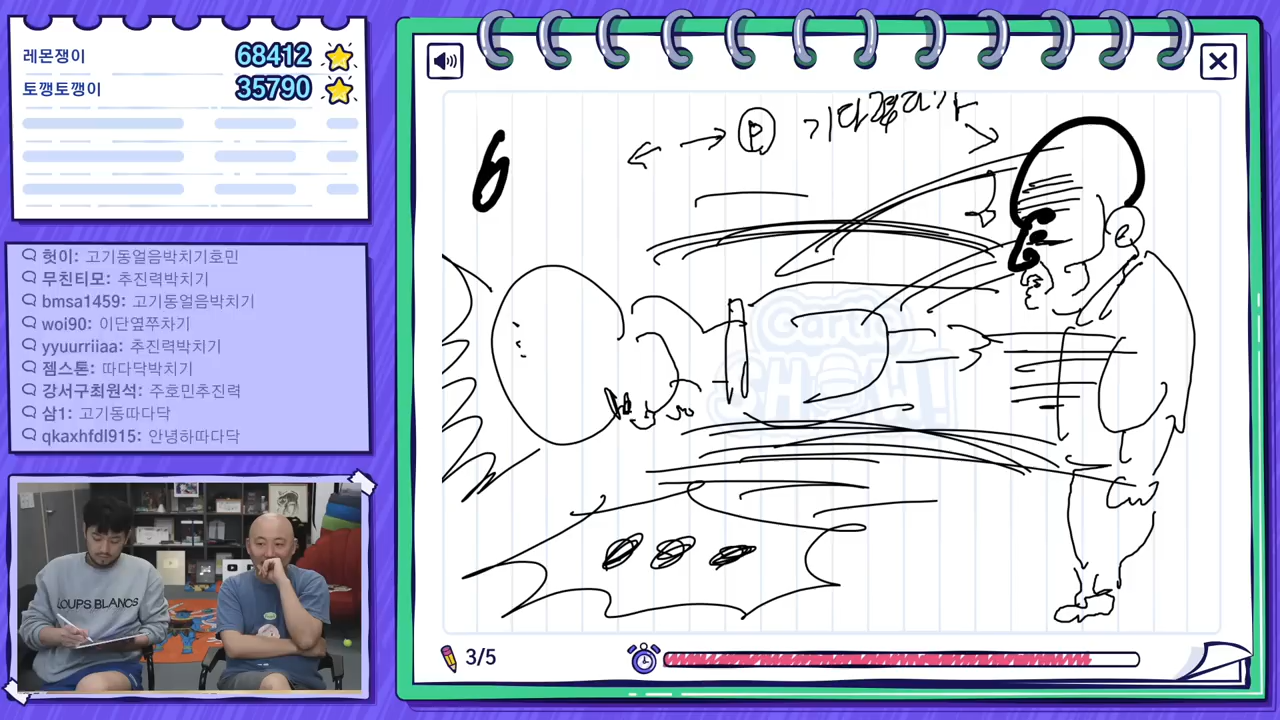 레몬쟁이 68412
토깽토깽이 35790
헛이: 고기동얼음박치기호민
무친티모: 추진력박치기
bmsa1459: 고기동얼음박치기
woi90: 이단옆쭈차기
yyuurriiaa: 추진력박치기
젬스톤: 따다닥박치기
강서구최원석: 주호민추진력
삼1: 고기동따다닥
qkaxhfdl915: 안녕하따다닥
LOUPS BLANCS
6
P
Gartic
SHOW!
3/5